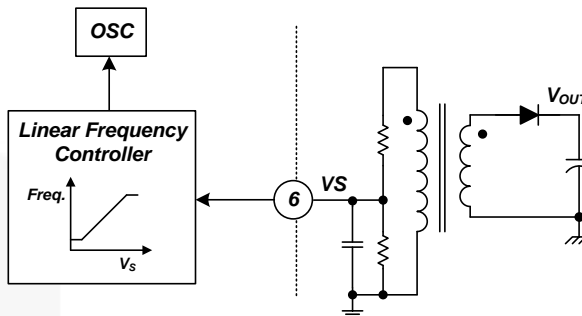 OSC
Linear Frequency
Controller
Freq.
VS
6
VS
VOUT